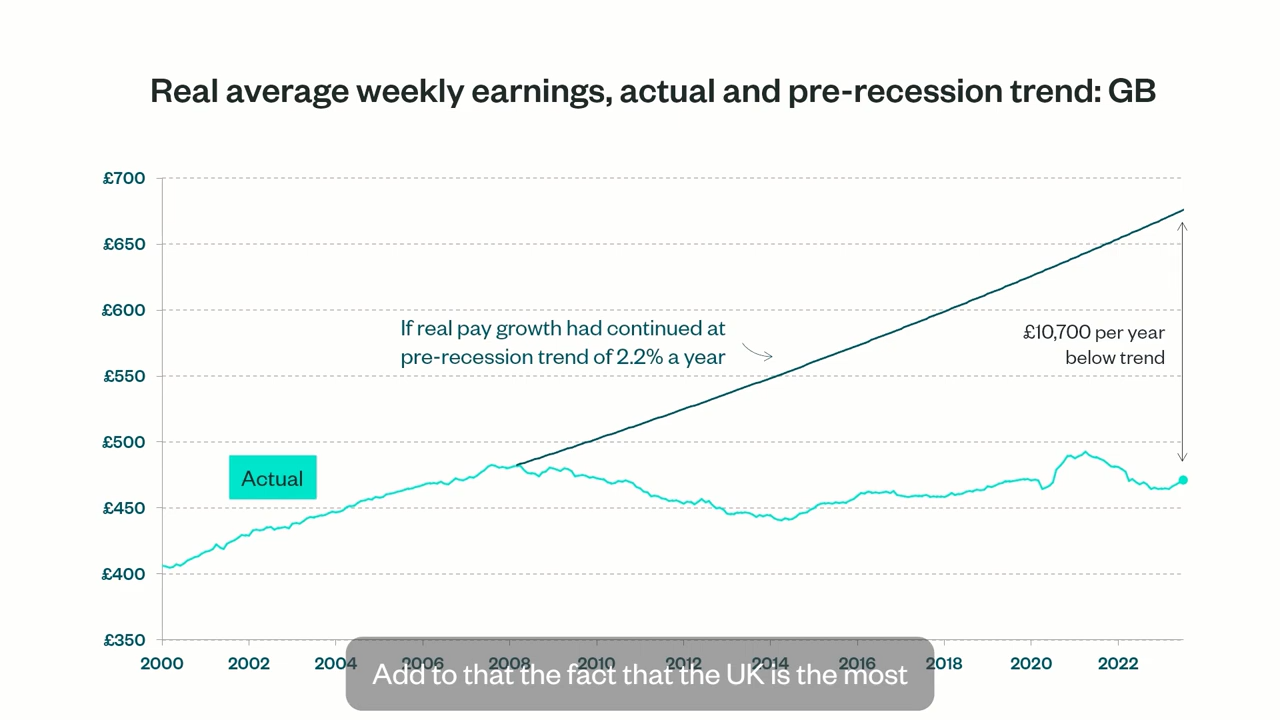 Real average weekly earnings, actual and pre-recession trend: GB
£700
£650
£600
If real pay growth had continued at
pre-recession trend of 2.2% a year
£10,700 per year
below trend
£550
£500
Actual
£450
£400
£350
2000 2002 2004 2006 2008 2010 2012 2014 2016 2018 2020 2022
Add to that the fact that the UK is the most